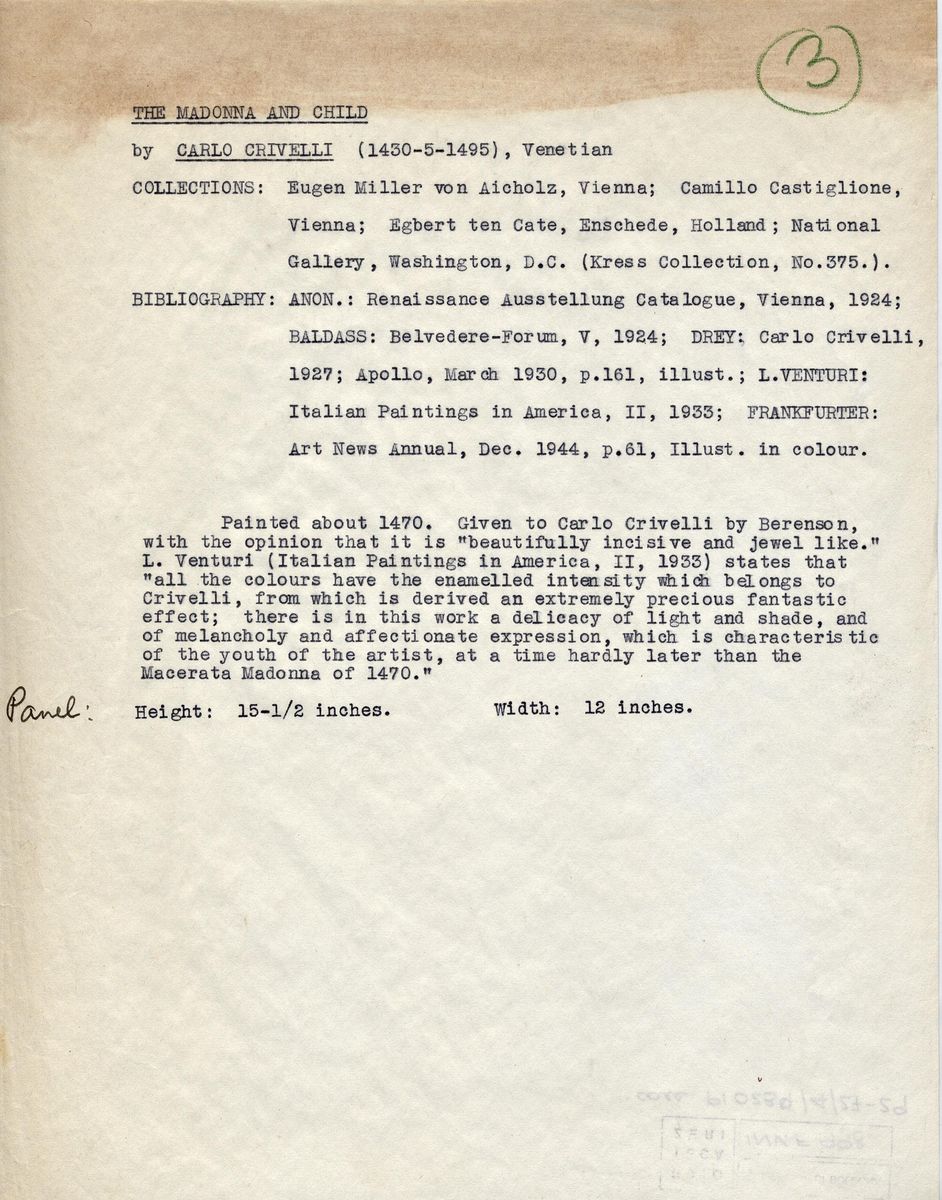 3
THE MADONNA AND CHILD
by CARLO CRIVELLI (1430-5-1495), Venetian
COLLECTIONS: Eugen Miller von Aicholz, Vienna; Camillo Castiglione,
Vienna; Egbert ten Cate, Enschede, Holland; National
Gallery, Washington, D.C. (Kress Collection, No.375.).
BIBLIOGRAPHY: ANON.: Renaissance Ausstellung Catalogue, Vienna, 1924;
BALDASS: Belvedere-Forum, V, 1924; DREY: Carlo Crivelli,
1927; Apollo, March 1930, p.161, illust.; L.VENTURI:
Italian Paintings in America, II, 1933; FRANKFURTER:
Art News Annual, Dec. 1944, p.61, Illust. in colour.
Painted about 1470. Given to Carlo Crivelli by Berenson,
with the opinion that it is "beautifully incisive and jewel like."
L. Venturi (Italian Paintings in America, II, 1933) states that
"all the colours have the enamelled intensity which belongs to
Crivelli, from which is derived an extremely precious fantastic
effect; there is in this work a delicacy of light and shade, and
of melancholy and affectionate expression, which is characteristic
of the youth of the artist, at a time hardly later than the
Macerata Madonna of 1470."
Panel: Height: 15-1/2 inches. Width: 12 inches.